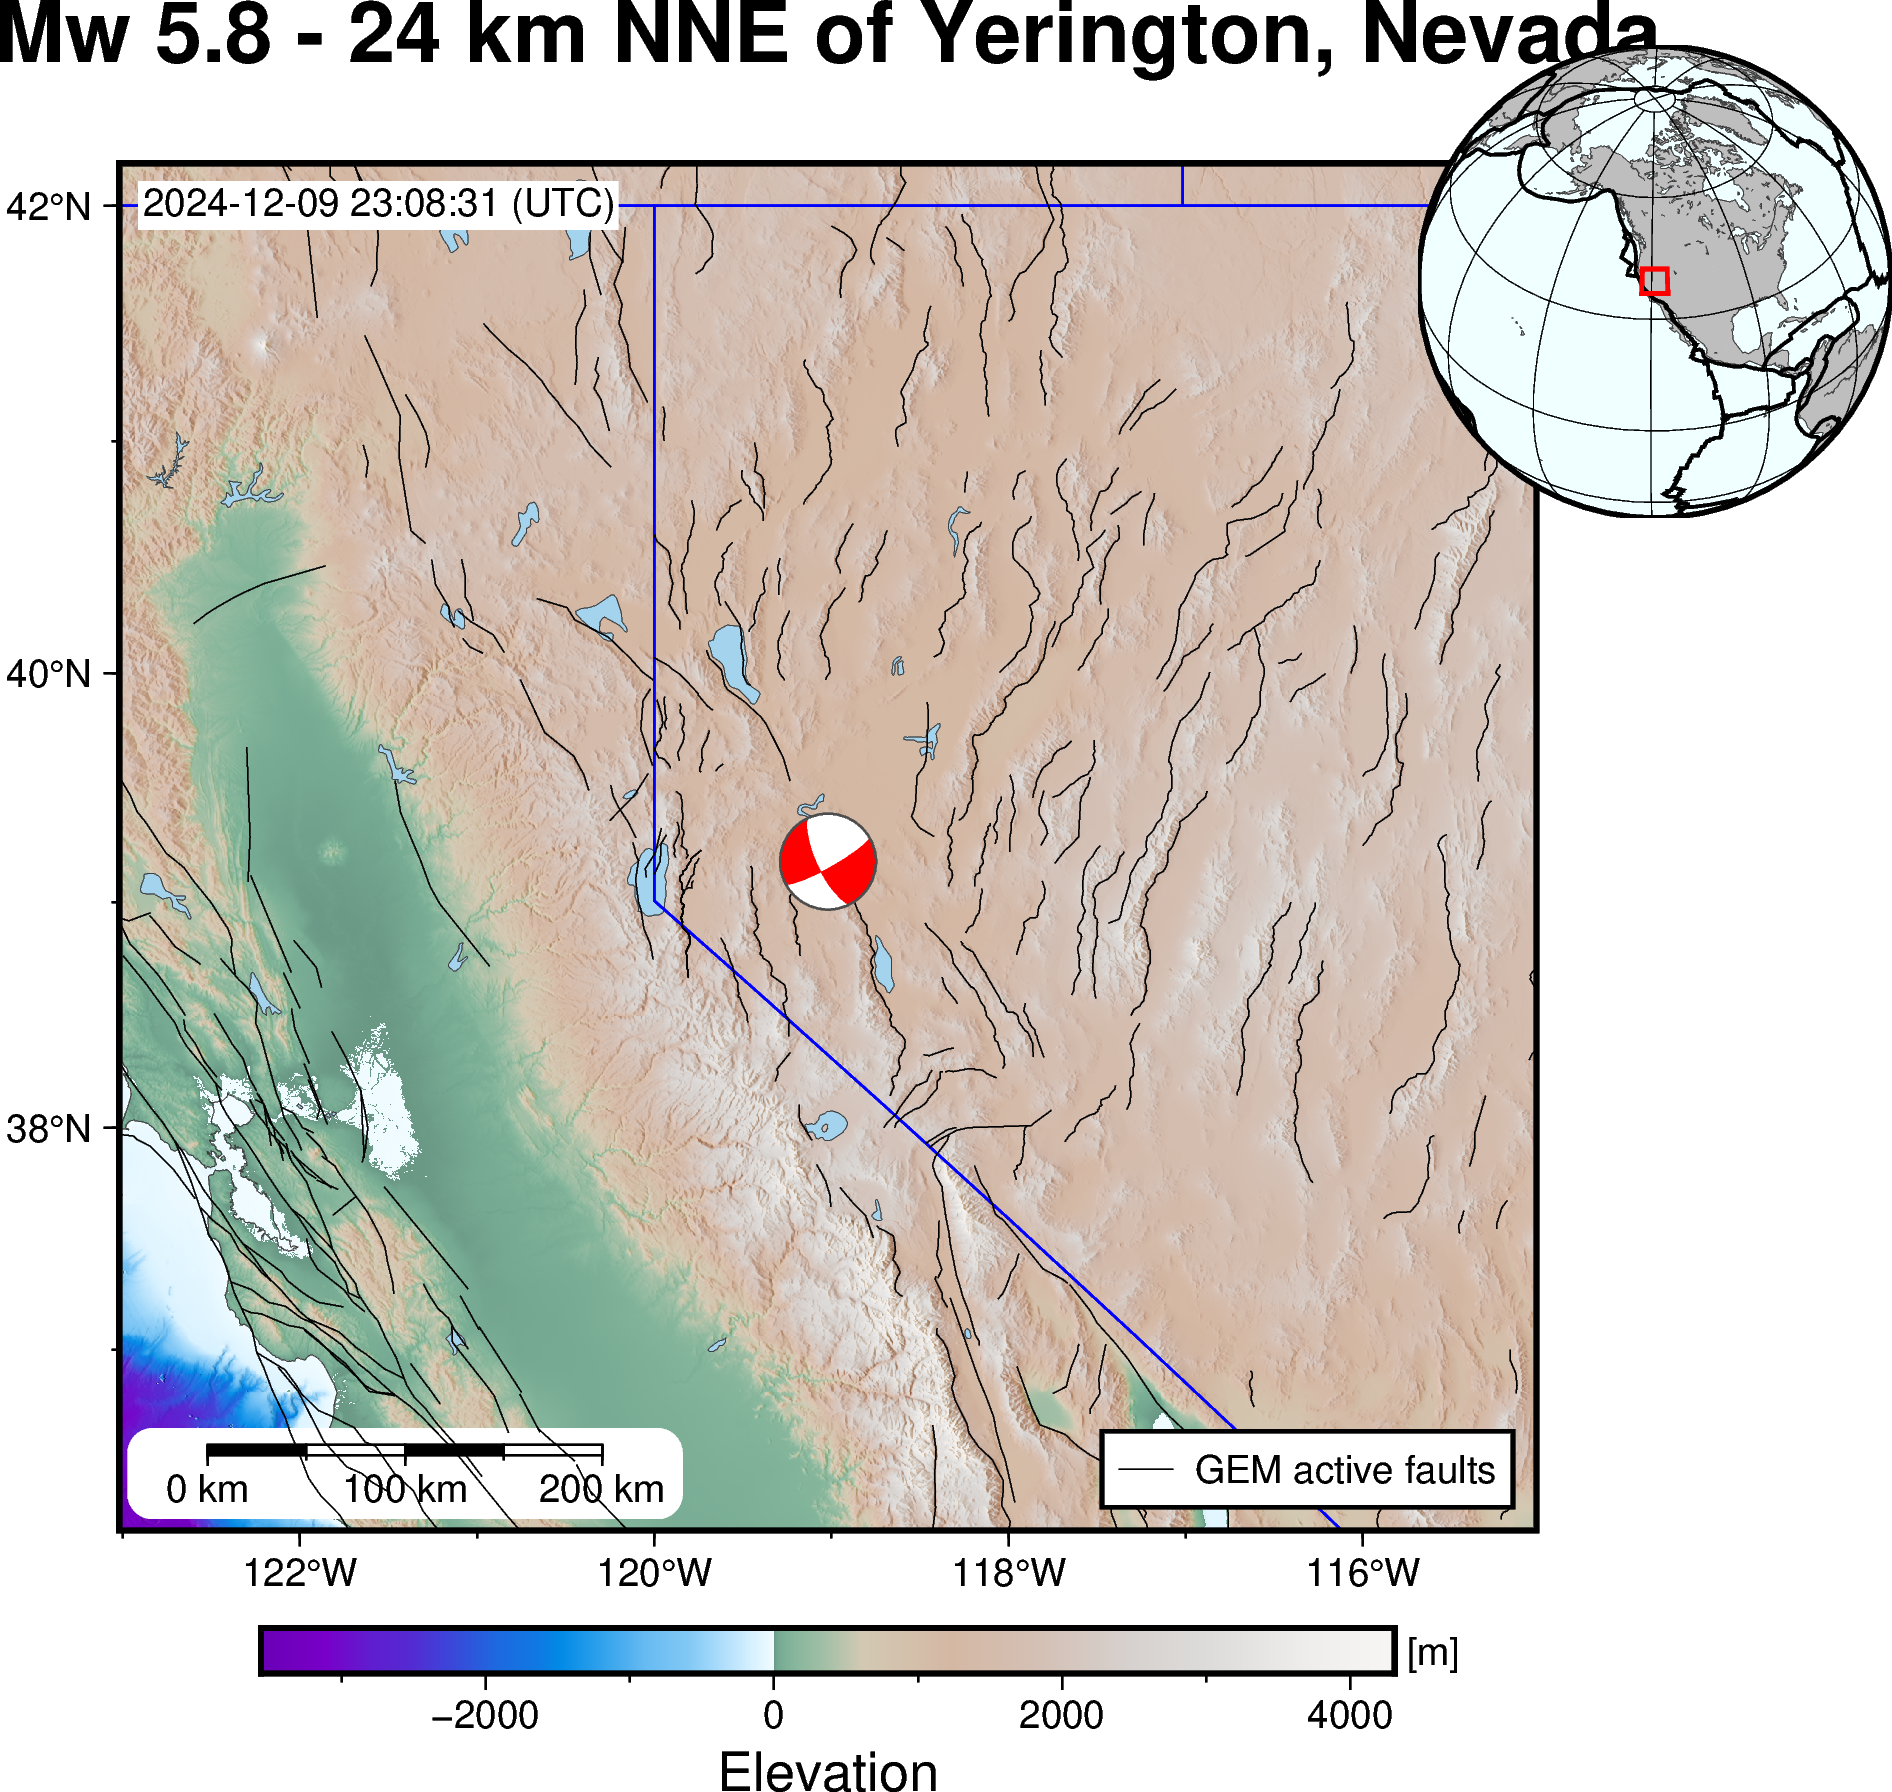 Mw 5.8 - 24 km NNE of Yerington, Nevada
2024-12-09 23:08:31 (UTC)
42°N
40°N
38°N
0 km 100 km 200 km
GEM active faults
122°W 120°W 118°W 116°W
[m]
−2000 0 2000 4000
Elevation